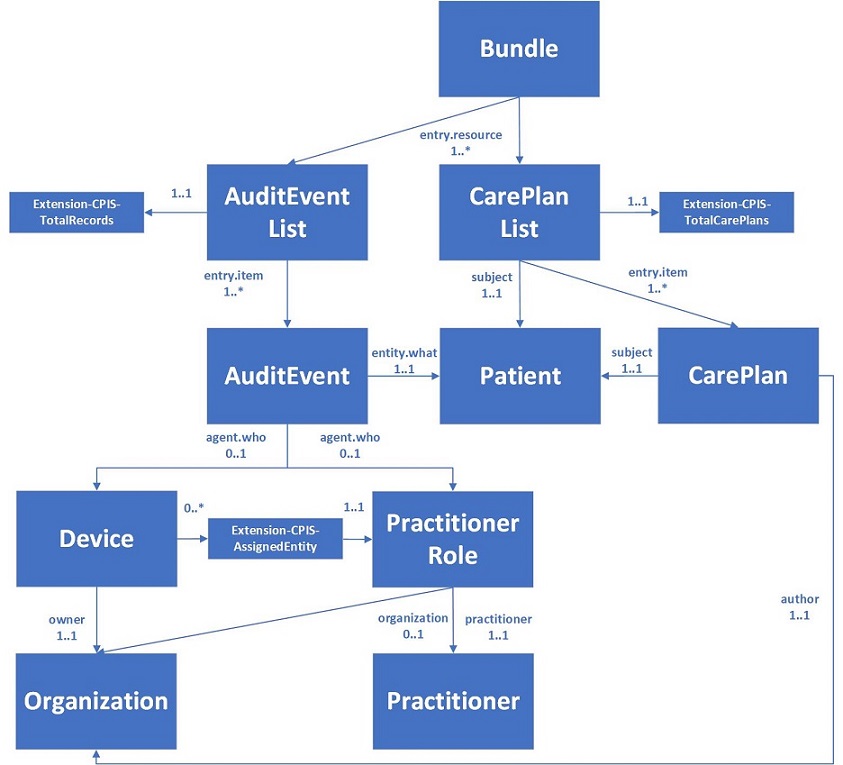 Bundle
entry.resource
1..*
1..1
Extension-CPIS-
TotalRecords
AuditEvent
List
CarePlan
List
1..1
Extension-CPIS-
TotalCarePlans
entry.item
1..*
subject
1..1
entry.item
1..*
AuditEvent
entity.what
1..1
Patient
subject
1..1
CarePlan
agent.who
0..1
agent.who
0..1
Device
0..*
Extension-CPIS-
AssignedEntity
1..1
Practitioner
Role
owner
1..1
organization
0..1
practitioner
1..1
author
1..1
Organization
Practitioner